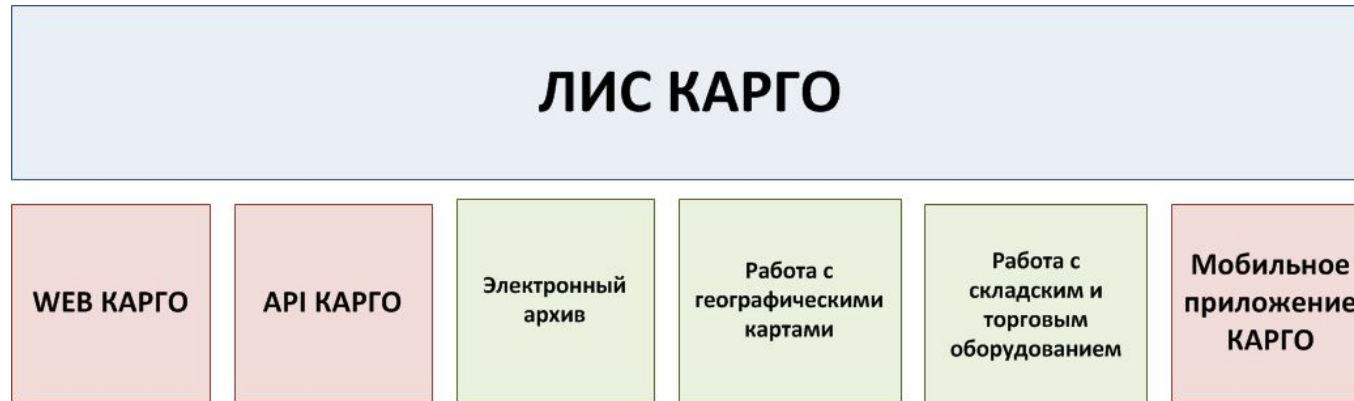 ЛИС КАРГО
WEB КАРГО
API КАРГО
Электронный
архив
Работа с
географическими
картами
Работа с
складским и
торговым
оборудованием
Мобильное
приложение
КАРГО